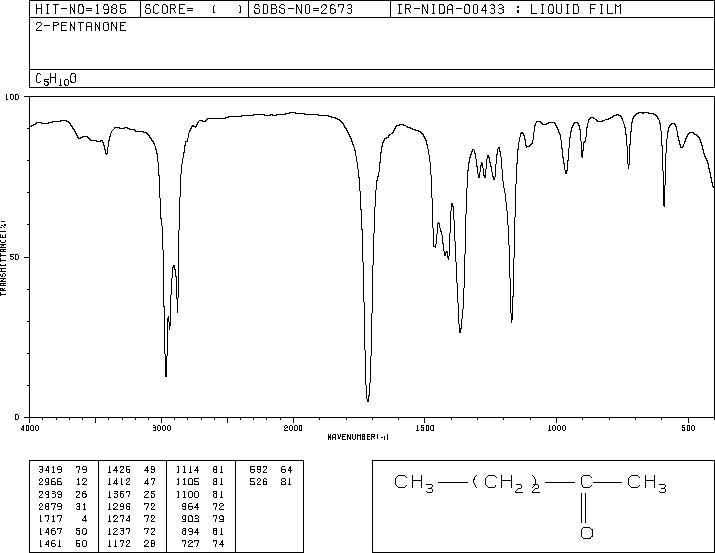 HIT-NO=1985 SCORE= ( ) SDBS-NO=2673 IR-NIDA-00433 : LIQUID FILM
2-PENTANONE
C5H10O
100
50
0
TRANSMITTANCE(%)
4000 3000 2000 1500 1000 500
WAVENUMBER(-1)
3419 79 1426 49 1114 81 592 64
2966 12 1412 47 1105 81 526 81
2939 26 1367 25 1100 81
2879 31 1296 72 964 72
1717 4 1274 72 903 79
1467 50 1237 72 894 81
1461 50 1172 28 727 74
CH3—(CH2)2—C—CH3
O